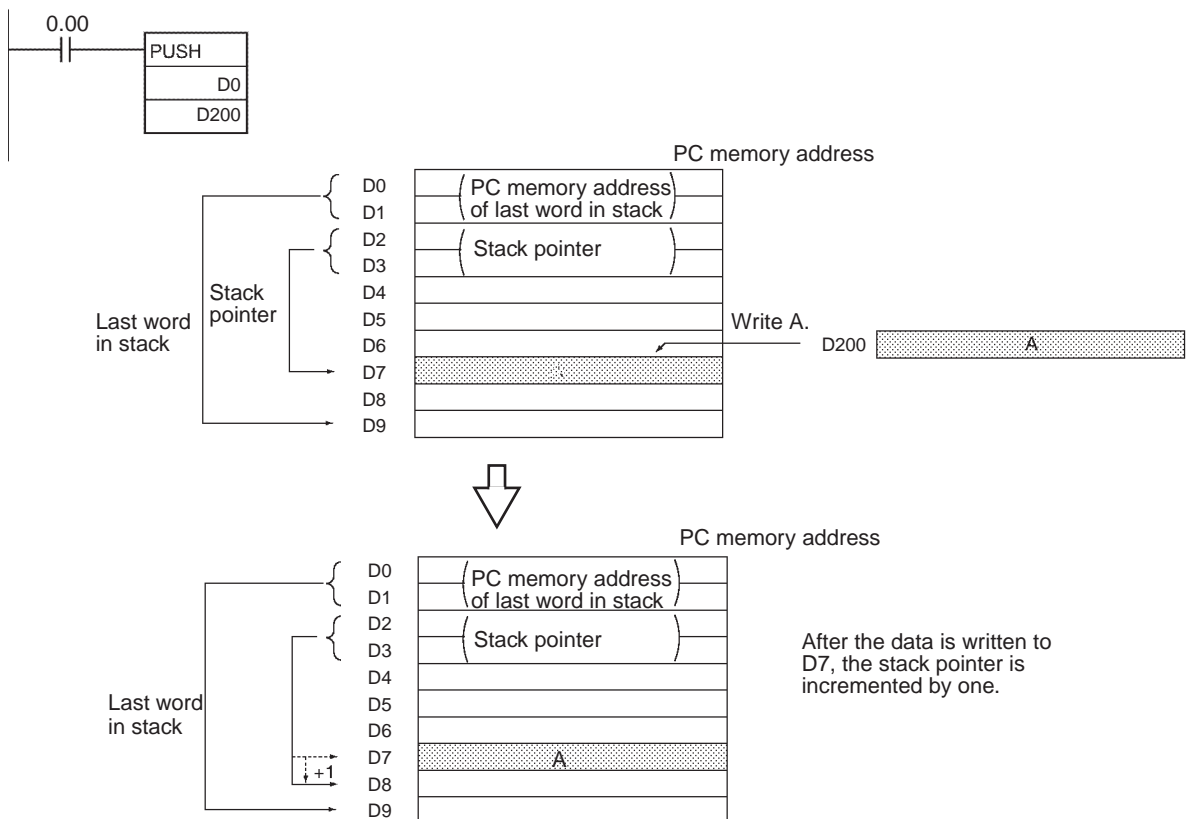 0.00
PUSH
D0
D200
PC memory address
D0
D1
D2
D3
D4
D5
D6
D7
D8
D9
PC memory address
of last word in stack
Stack pointer
Stack
pointer
Last word
in stack
Write A.
D200
A
PC memory address
D0
D1
D2
D3
D4
D5
D6
D7
D8
D9
PC memory address
of last word in stack
Stack pointer
Last word
in stack
+1
A
After the data is written to
D7, the stack pointer is
incremented by one.